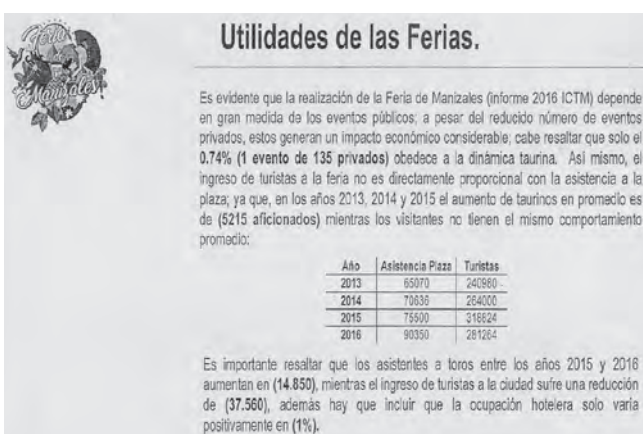 Feria
Manizales
Utilidades de las Ferias.
Es evidente que la realización de la Feria de Manizales (informe 2016 ICTM) depende
en gran medida de los eventos públicos; a pesar del reducido número de eventos
privados, estos generan un impacto económico considerable; cabe resaltar que solo el
0.74% (1 evento de 135 privados) obedece a la dinámica taurina. Así mismo, el
ingreso de turistas a la feria no es directamente proporcional con la asistencia a la
plaza; ya que, en los años 2013, 2014 y 2015 el aumento de taurinos en promedio es
de (5215 aficionados) mientras los visitantes no tienen el mismo comportamiento
promedio:
Año Asistencia Plaza Turistas
2013 65070 240980
2014 70636 264000
2015 75500 318824
2016 90350 281264
Es importante resaltar que los asistentes a toros entre los años 2015 y 2016
aumentan en (14.850), mientras el ingreso de turistas a la ciudad sufre una reducción
de (37.560), además hay que incluir que la ocupación hotelera solo varia
positivamente en (1%).